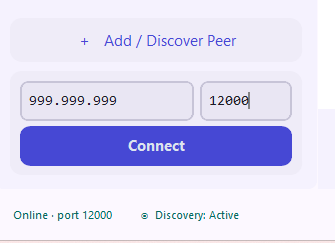 + Add / Discover Peer
999.999.999 12000
Connect
Online · port 12000 Discovery: Active